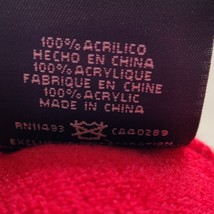 100% ACRILICO
HECHO EN CHINA
100% ACRYLIQUE
FABRIQUE EN CHINE
100% ACRYLIC
MADE IN CHINA
RN11493 CA40289